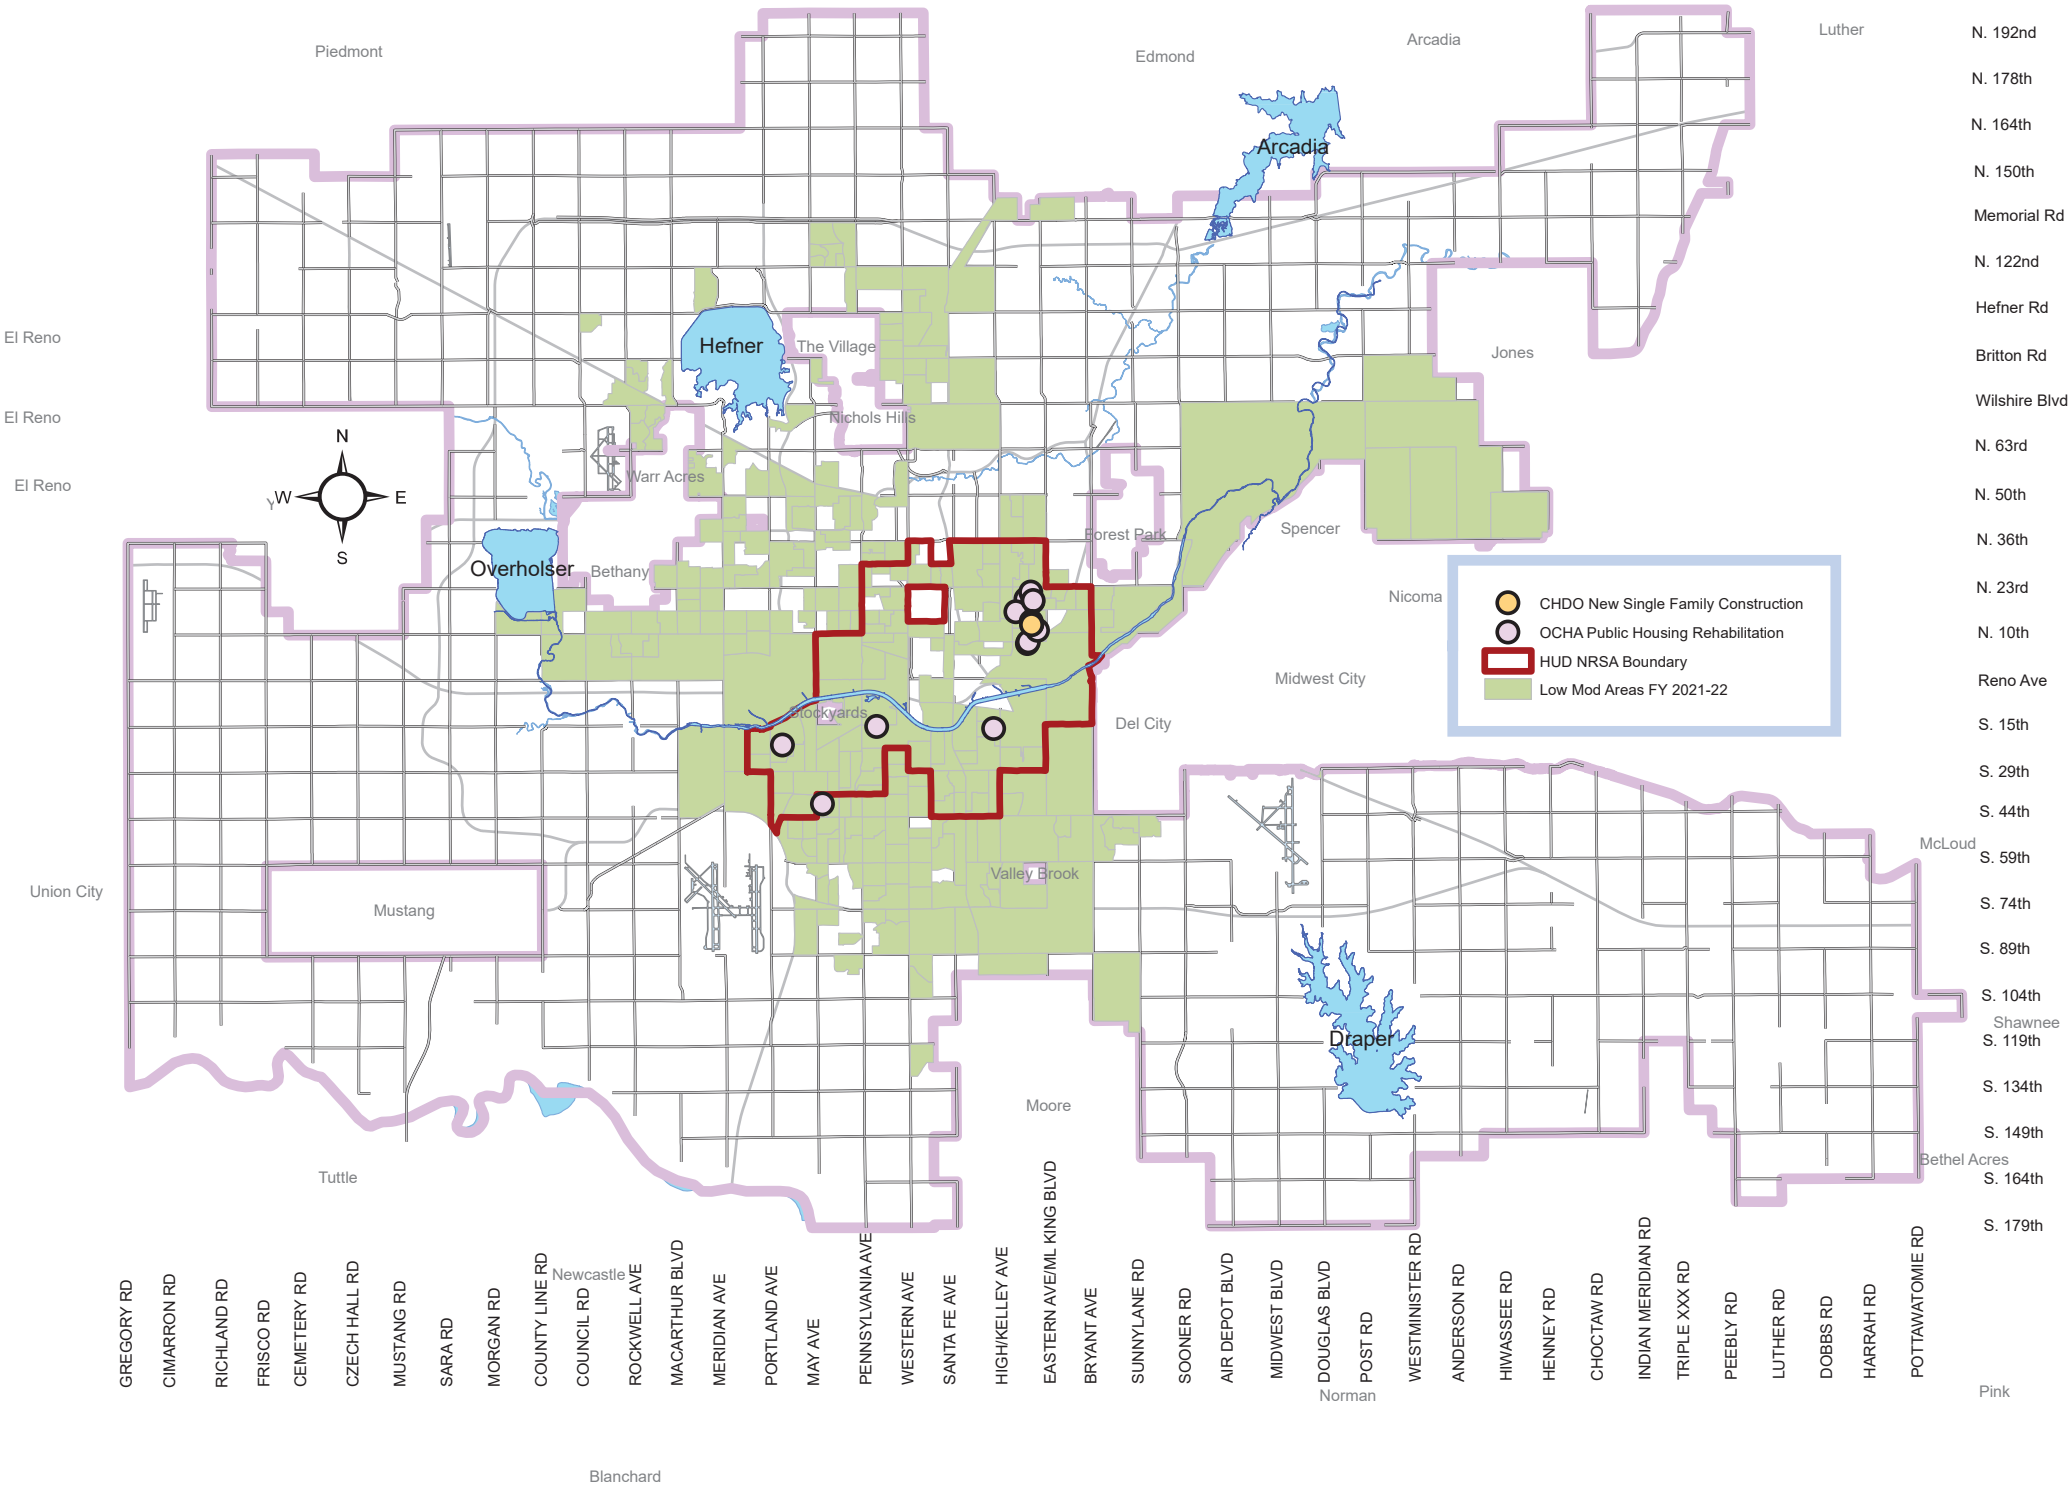 Piedmont
Edmond
Arcadia
Luther
N. 192nd
N. 178th
N. 164th
N. 150th
Memorial Rd
N. 122nd
Hefner Rd
Britton Rd
Wilshire Blvd
N. 63rd
N. 50th
N. 36th
N. 23rd
N. 10th
Reno Ave
S. 15th
S. 29th
S. 44th
S. 59th
S. 74th
S. 89th
S. 104th
S. 119th
S. 134th
S. 149th
S. 164th
S. 179th
Arcadia
El Reno
Hefner
The Village
Jones
El Reno
Nichols Hills
N
Warr Acres
El Reno
Y
W
E
S
Forest Park
Spencer
Overholser
Bethany
Nicoma
CHDO New Single Family Construction
OCHA Public Housing Rehabilitation
HUD NRSA Boundary
Low Mod Areas FY 2021-22
Midwest City
Stockyards
Del City
McLoud
Valley Brook
Union City
Mustang
Shawnee
Draper
Moore
Tuttle
Bethel Acres
Newcastle
GREGORY RD
CIMARRON RD
RICHLAND RD
FRISCO RD
CEMETERY RD
CZECH HALL RD
MUSTANG RD
SARA RD
MORGAN RD
COUNTY LINE RD
COUNCIL RD
ROCKWELL AVE
MACARTHUR BLVD
MERIDIAN AVE
PORTLAND AVE
MAY AVE
PENNSYLVANIA AVE
WESTERN AVE
SANTA FE AVE
HIGH/KELLEY AVE
EASTERN AVE/ML KING BLVD
BRYANT AVE
SUNNYLANE RD
SOONER RD
AIR DEPOT BLVD
MIDWEST BLVD
DOUGLAS BLVD
POST RD
WESTMINISTER RD
ANDERSON RD
HIWASSEE RD
HENNEY RD
CHOCTAW RD
INDIAN MERIDIAN RD
TRIPLE XXX RD
PEEBLY RD
LUTHER RD
DOBBS RD
HARRAH RD
POTTAWATOMIE RD
Norman
Pink
Blanchard